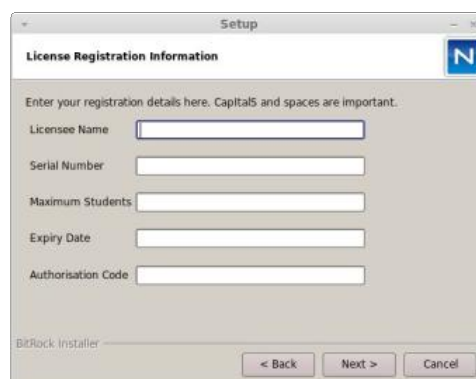 Setup
License Registration Information
N
Enter your registration details here. CapItalS and spaces are important.
Licensee Name
Serial Number
Maximum Students
Expiry Date
Authorisation Code
BitRock Installer
< Back Next > Cancel